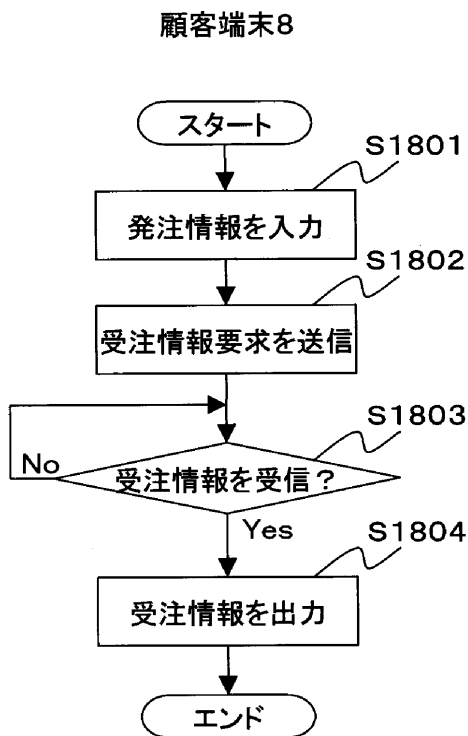 顧客端末8
スタート
S1801
発注情報を入力
S1802
受注情報要求を送信
S1803
No
受注情報を受信？
Yes
S1804
受注情報を出力
エンド